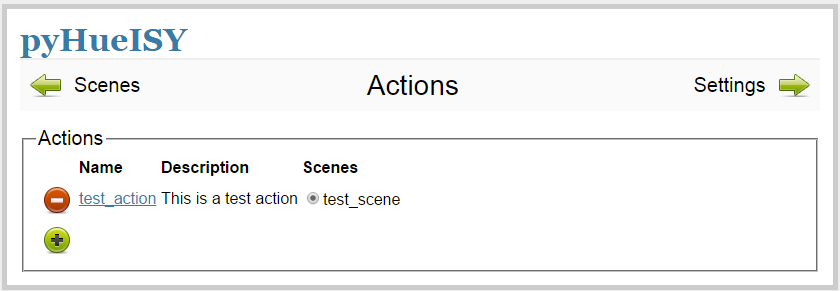 pyHueISY
Scenes Actions Settings
Actions
Name Description Scenes
test_action This is a test action test_scene